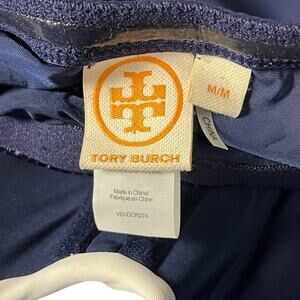 TORY BURCH
M/M
CHINA
Made in China/
Fabriqué en Chine
VENDOR274